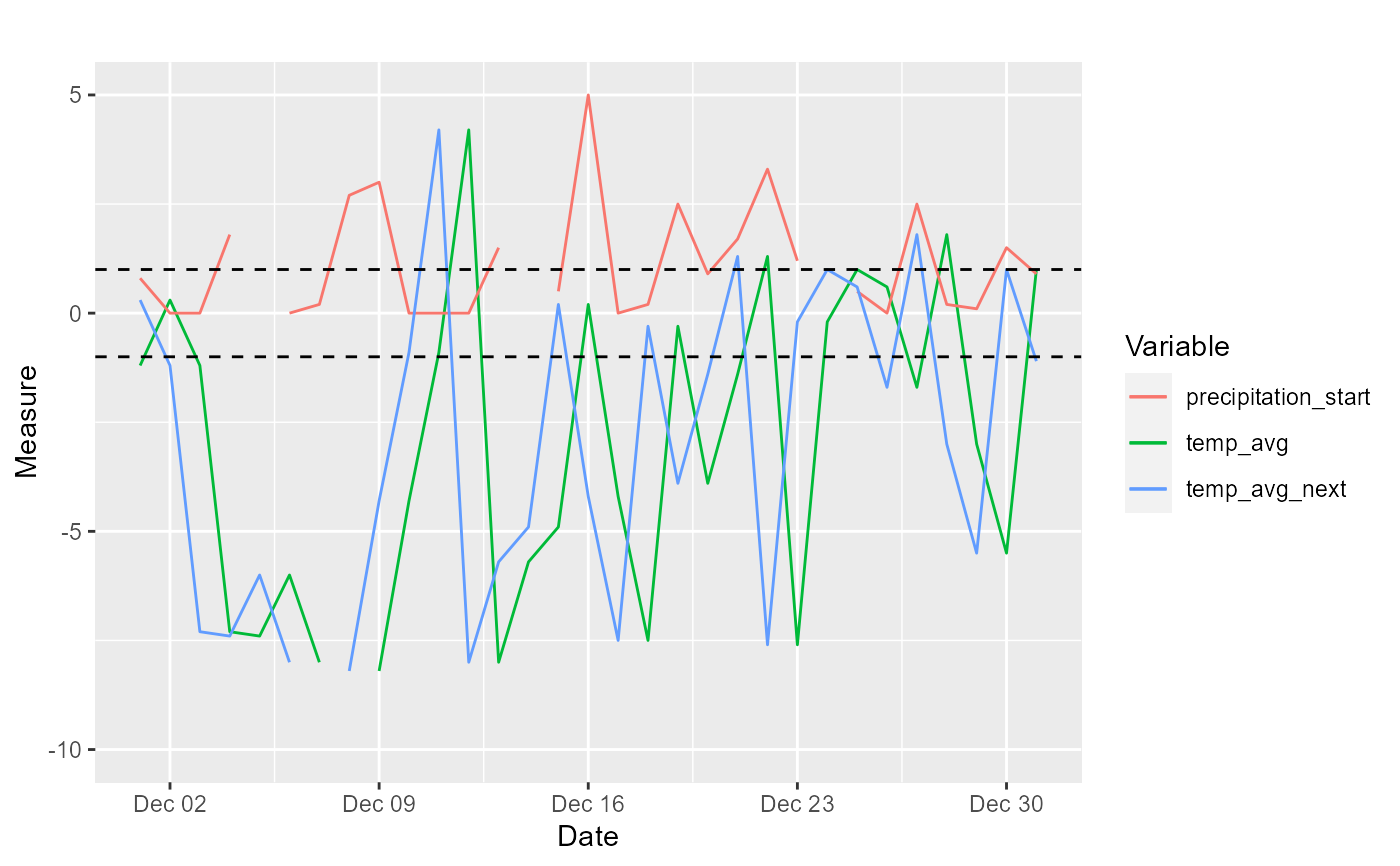 5
0
-5
-10
Measure
Dec 02
Dec 09
Dec 16
Dec 23
Dec 30
Date
Variable
precipitation_start
temp_avg
temp_avg_next